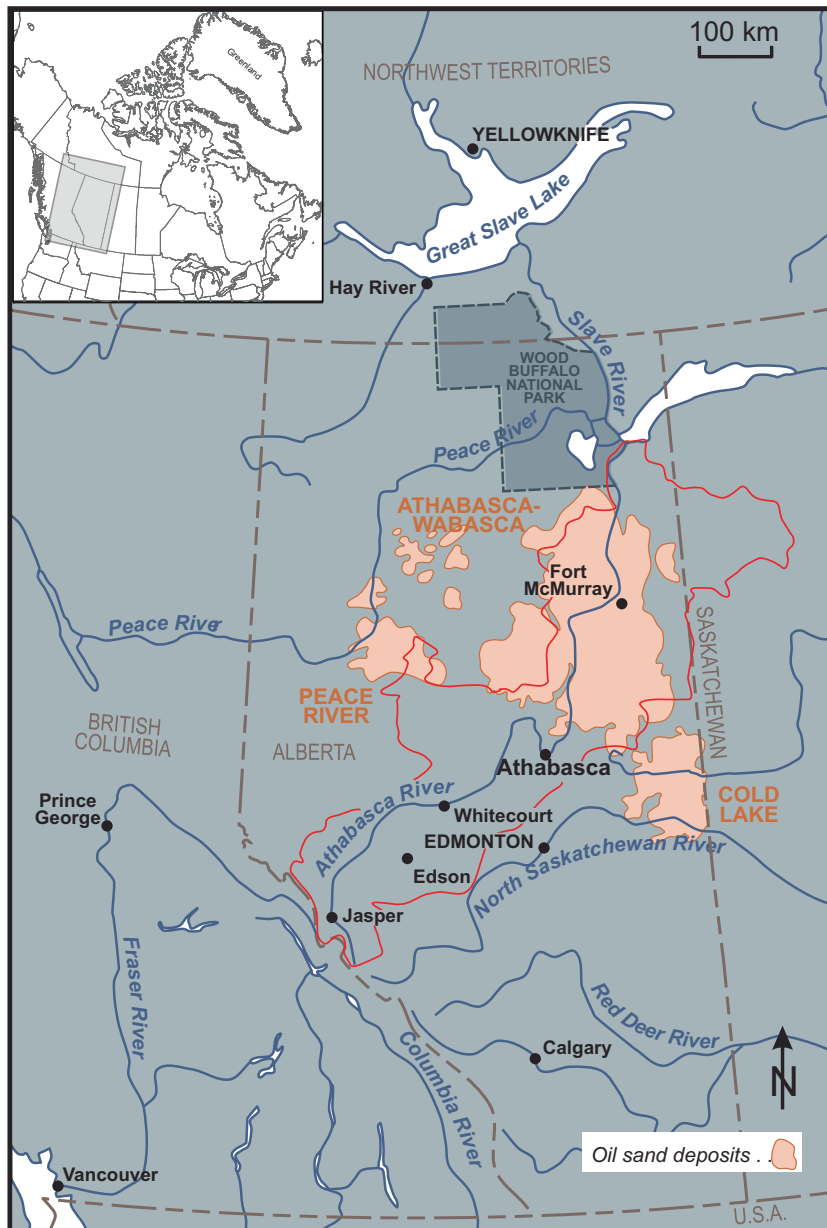 Greenland
100 km
NORTHWEST TERRITORIES
YELLOWKNIFE
Great Slave Lake
Hay River
Slave River
WOOD
BUFFALO
NATIONAL
PARK
Peace River
ATHABASCA-
WABASCA
Fort
McMurray
Peace River
SASKATCHEWAN
PEACE
RIVER
BRITISH
COLUMBIA
ALBERTA
Athabasca
COLD
LAKE
Prince
George
Athabasca River
Whitecourt
EDMONTON
Edson
North Saskatchewan River
Jasper
Fraser River
Columbia River
Red Deer River
Calgary
N
Oil sand deposits . .
Vancouver
U.S.A.